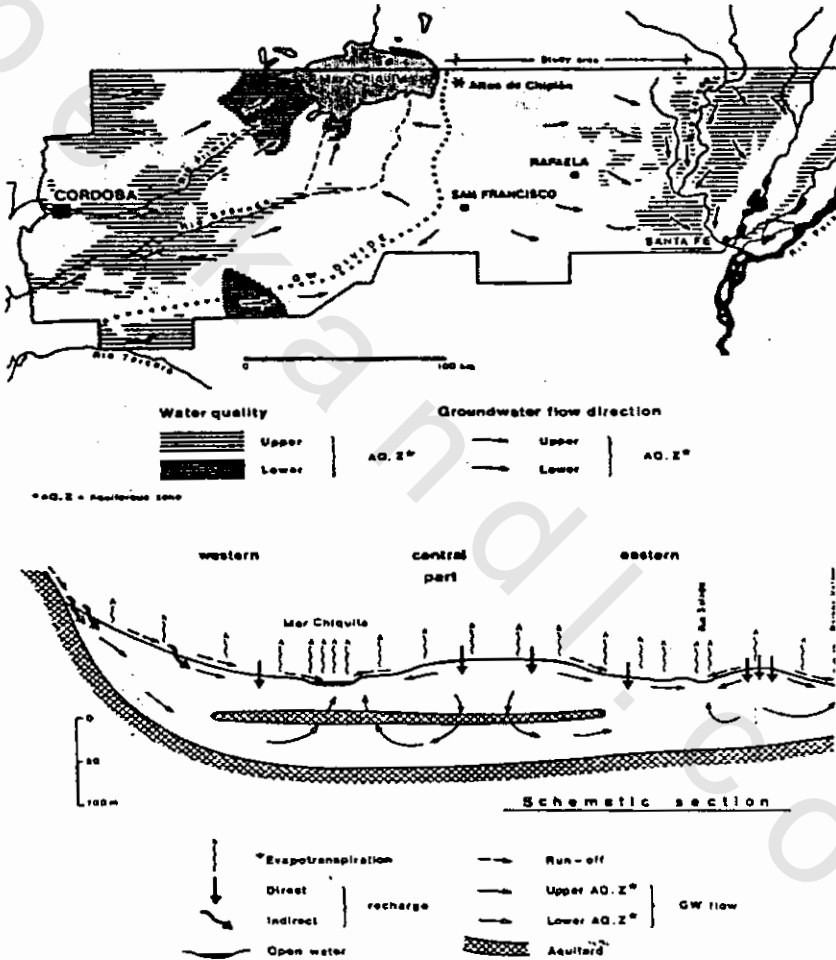 Mar Chiquita
Study area
* Altos de Chipión
RAFAELA
CORDOBA
SAN FRANCISCO
SANTA FE
GW DIVIDE
Rio Tercero
0 100 km
Water quality
Groundwater flow direction
Upper
Lower
AQ.Z*
Upper
Lower
AQ.Z*
*AQ.Z = Aquiferous zone
western central eastern
part
Mar Chiquita
0
50
100m
Schematic section
*Evapotranspiration
Direct
Indirect
recharge
Open water
Run-off
Upper AQ.Z*
Lower AQ.Z*
GW flow
Aquitard